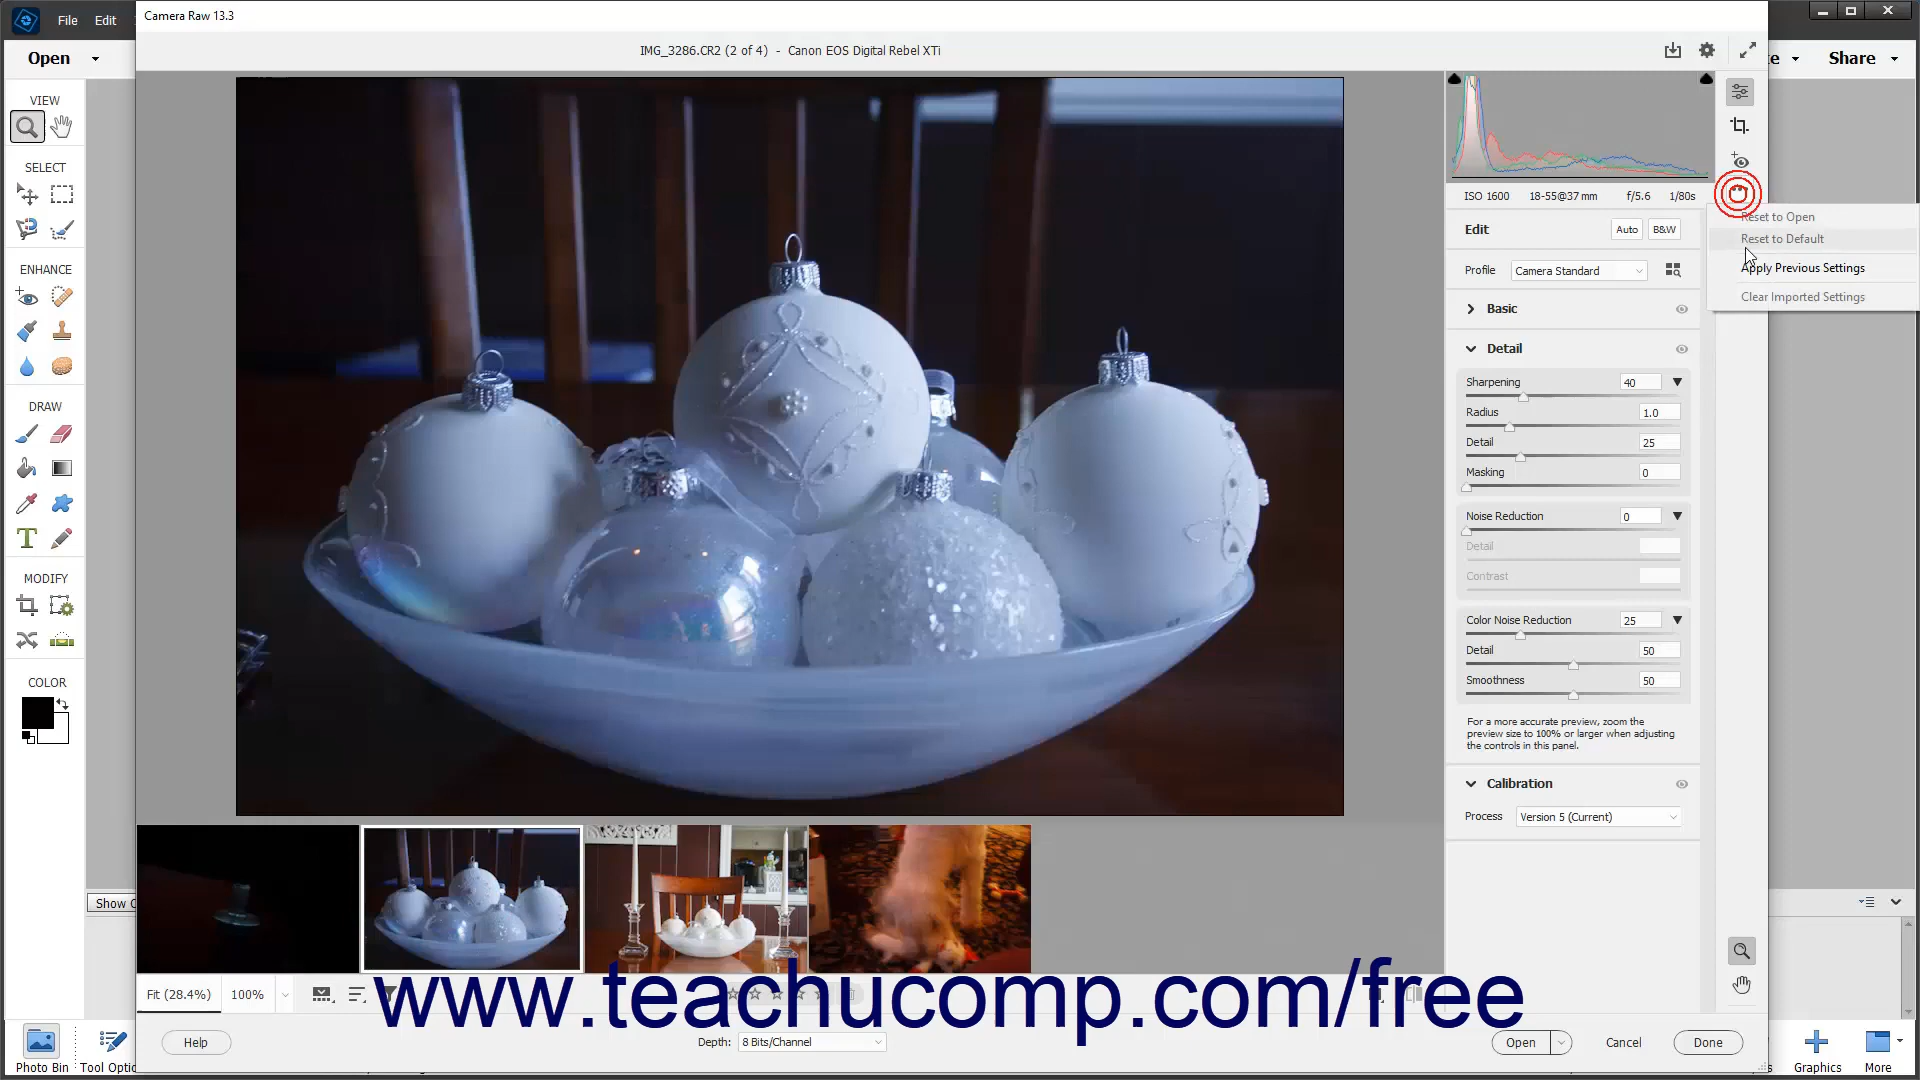 Camera Raw 13.3
File Edit
IMG_3286.CR2 (2 of 4) - Canon EOS Digital Rebel XTi
Open
Share
VIEW
SELECT
ENHANCE
DRAW
MODIFY
COLOR
ISO 1600 18-55@37 mm f/5.6 1/80s
Reset to Open
Reset to Default
Apply Previous Settings
Clear Imported Settings
Edit Auto B&W
Profile Camera Standard
Basic
Detail
Sharpening 40
Radius 1.0
Detail 25
Masking 0
Noise Reduction 0
Detail
Contrast
Color Noise Reduction 25
Detail 50
Smoothness 50
For a more accurate preview, zoom the
preview size to 100% or larger when adjusting
the controls in this panel.
Calibration
Process Version 5 (Current)
Show
Fit (28.4%) 100%
www.teachucomp.com/free
Help
Depth: 8 Bits/Channel
Open Cancel Done
Photo Bin Tool Optio
Graphics More